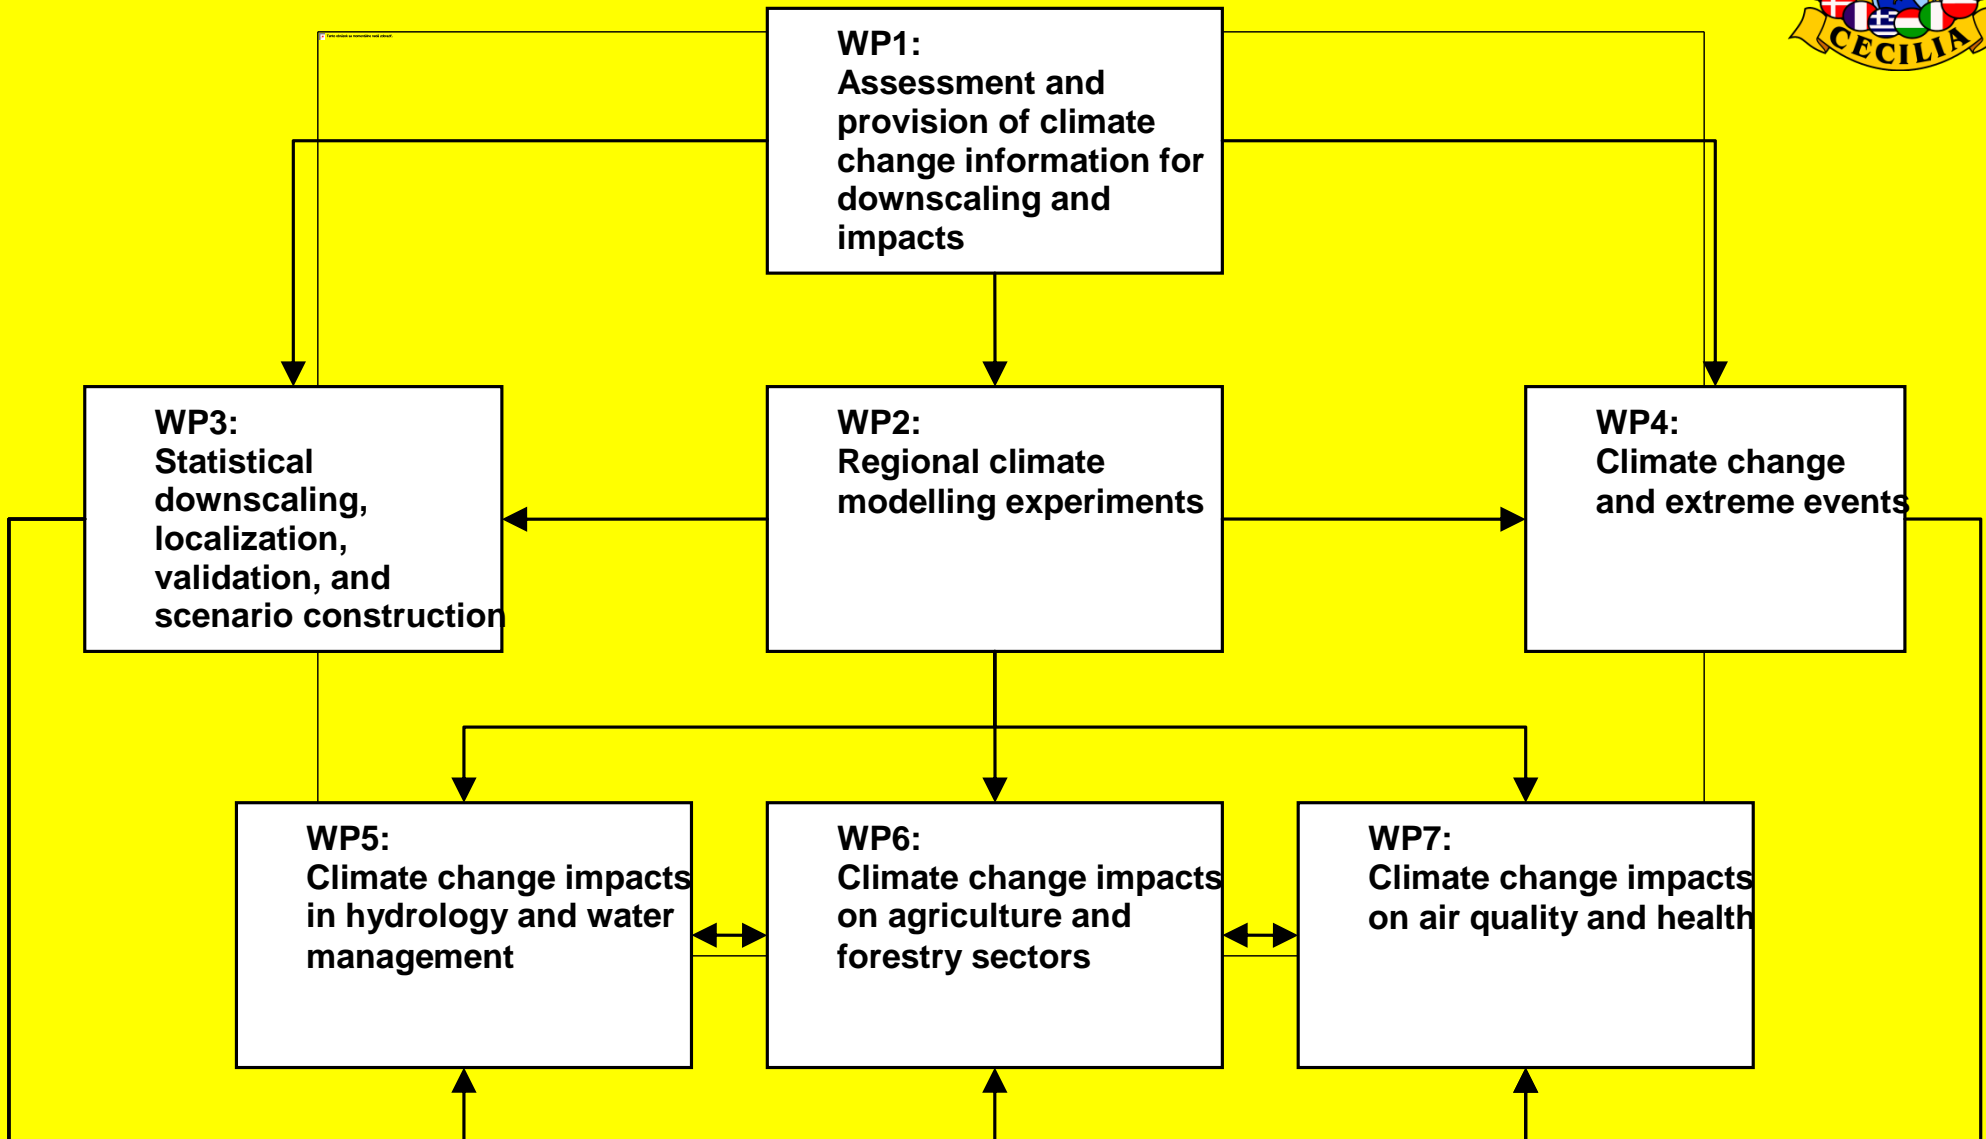 CECILIA
WP1:
Assessment and
provision of climate
change information for
downscaling and
impacts
WP3:
Statistical
downscaling,
localization,
validation, and
scenario construction
WP2:
Regional climate
modelling experiments
WP4:
Climate change
and extreme events
WP5:
Climate change impacts
in hydrology and water
management
WP6:
Climate change impacts
on agriculture and
forestry sectors
WP7:
Climate change impacts
on air quality and health